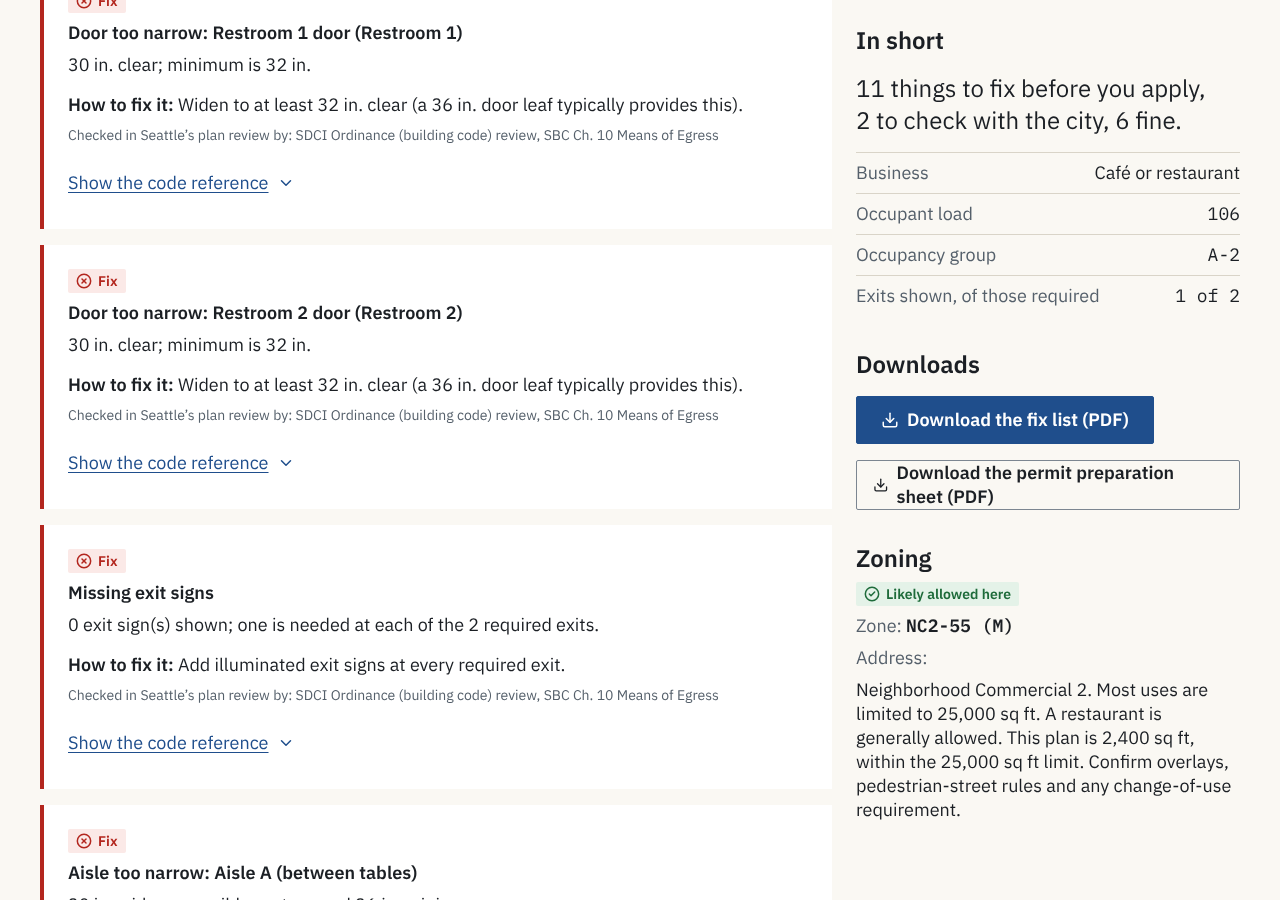 Fix
Door too narrow: Restroom 1 door (Restroom 1)
30 in. clear; minimum is 32 in.
How to fix it: Widen to at least 32 in. clear (a 36 in. door leaf typically provides this).
Checked in Seattle’s plan review by: SDCI Ordinance (building code) review, SBC Ch. 10 Means of Egress
Show the code reference
Fix
Door too narrow: Restroom 2 door (Restroom 2)
30 in. clear; minimum is 32 in.
How to fix it: Widen to at least 32 in. clear (a 36 in. door leaf typically provides this).
Checked in Seattle’s plan review by: SDCI Ordinance (building code) review, SBC Ch. 10 Means of Egress
Show the code reference
Fix
Missing exit signs
0 exit sign(s) shown; one is needed at each of the 2 required exits.
How to fix it: Add illuminated exit signs at every required exit.
Checked in Seattle’s plan review by: SDCI Ordinance (building code) review, SBC Ch. 10 Means of Egress
Show the code reference
Fix
Aisle too narrow: Aisle A (between tables)
In short
11 things to fix before you apply,
2 to check with the city, 6 fine.
Business Café or restaurant
Occupant load 106
Occupancy group A-2
Exits shown, of those required 1 of 2
Downloads
Download the fix list (PDF)
Download the permit preparation
sheet (PDF)
Zoning
Likely allowed here
Zone: NC2-55 (M)
Address:
Neighborhood Commercial 2. Most uses are
limited to 25,000 sq ft. A restaurant is
generally allowed. This plan is 2,400 sq ft,
within the 25,000 sq ft limit. Confirm overlays,
pedestrian-street rules and any change-of-use
requirement.